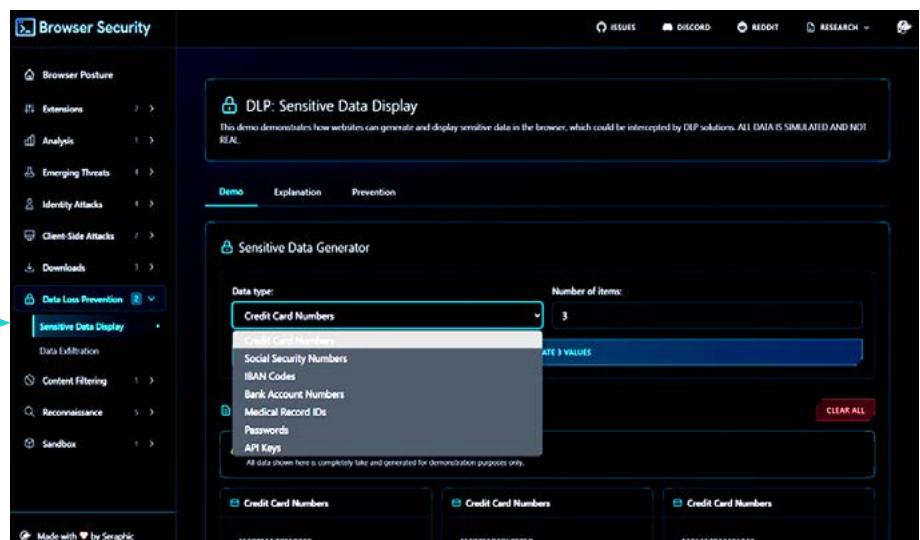 Browser Security
ISSUES
DISCORD
REDDIT
RESEARCH
Browser Posture
Extensions
Analysis
Emerging Threats
Identity Attacks
Client-Side Attacks
Downloads
Data Loss Prevention 2
Sensitive Data Display
Data Exfiltration
Content Filtering
Reconnaissance
Sandbox
Made with ❤ by Seraphic
DLP: Sensitive Data Display
This demo demonstrates how websites can generate and display sensitive data in the browser, which could be intercepted by DLP solutions. ALL DATA IS SIMULATED AND NOT
REAL.
Demo Explanation Prevention
Sensitive Data Generator
Data type:
Number of items:
Credit Card Numbers
3
Credit Card Numbers
Social Security Numbers
IBAN Codes
Bank Account Numbers
Medical Record IDs
Passwords
API Keys
ATE 3 VALUES
CLEAR ALL
All data shown here is completely fake and generated for demonstration purposes only.
Credit Card Numbers
Credit Card Numbers
Credit Card Numbers